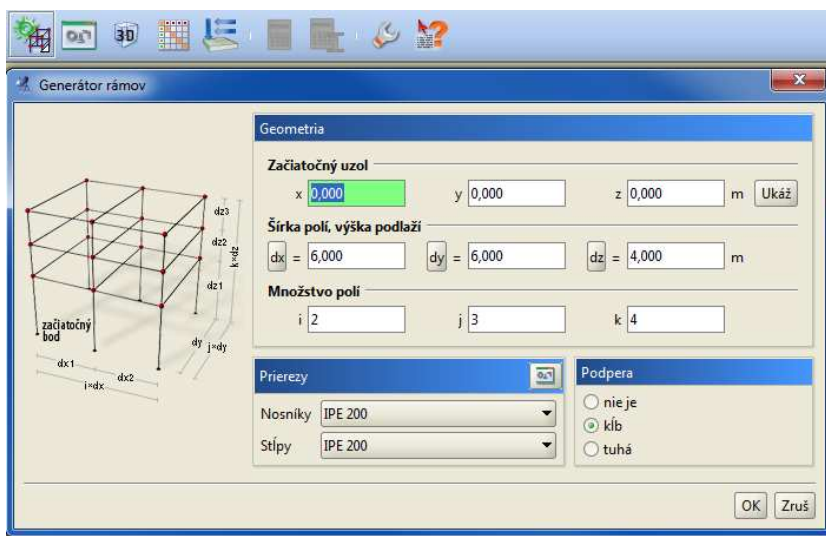 3D
Generátor rámov
Geometria
Začiatočný uzol
x 0,000 y 0,000 z 0,000 m Ukáž
Šírka polí, výška podlaží
dx = 6,000 dy = 6,000 dz = 4,000 m
Množstvo polí
i 2 j 3 k 4
dz3
dz2
k×dz
dz1
začiatočný
bod
dy j×dy
dx1
dx2
i×dx
Prierezy
Nosníky IPE 200
Stĺpy IPE 200
Podpera
nie je
kĺb
tuhá
OK Zruš